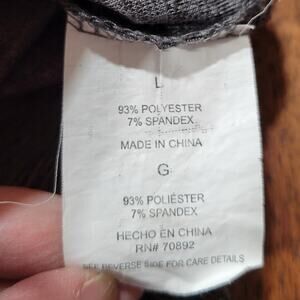 L
93% POLYESTER
7% SPANDEX
MADE IN CHINA
G
93% POLIÉSTER
7% SPANDEX
HECHO EN CHINA
RN# 70892
SEE REVERSE SIDE FOR CARE DETAILS